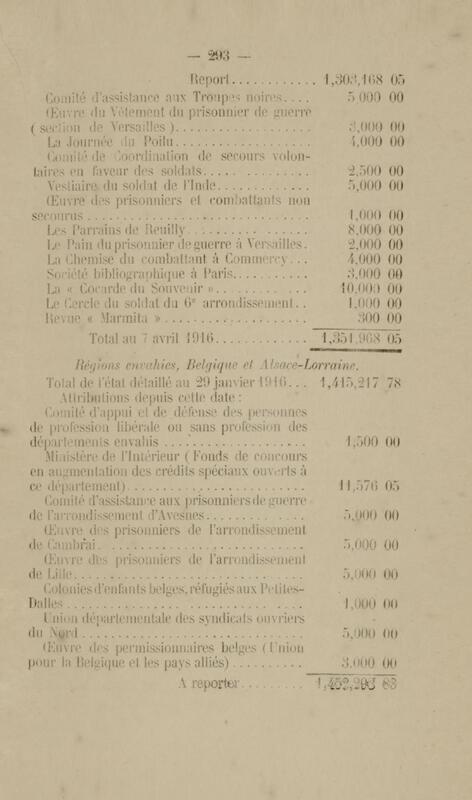 — 293 —
Report............ 1,303,168 05
Comité d'assistance aux Troupes noires.... 5 000 00
Œuvre du Vêtement du prisonnier de guerre
( section de Versailles ).................. 3,000 00
La Journée du Poilu.................. 4,000 00
Comité de Coordination de secours volon-
taires en faveur des soldats............... 2,500 00
Vestiaire du soldat de l'Inde............. 5,000 00
Œuvre des prisonniers et combattants non
secourus................................. 1,000 00
Les Parrains de Reuilly................. 8,000 00
Le Pain du prisonnier de guerre à Versailles. 2,000 00
La Chemise du combattant à Commercy... 4,000 00
Société bibliographique à Paris.......... 3,000 00
La « Cocarde du Souvenir »............. 10,000 00
Le Cercle du soldat du 6e arrondissement.. 1,000 00
Revue « Marmita »..................... 300 00
Total au 7 avril 1916............. 1,351,968 05
Régions envahies, Belgique et Alsace-Lorraine.
Total de l'état détaillé au 29 janvier 1916... 1,415,217 78
Attributions depuis cette date :
Comité d'appui et de défense des personnes
de profession libérale ou sans profession des
départements envahis.................... 1,500 00
Ministère de l'Intérieur ( Fonds de concours
en augmentation des crédits spéciaux ouverts à
ce département)......................... 11,576 05
Comité d'assistance aux prisonniers de guerre
de l'arrondissement d'Avesnes............. 5,000 00
Œuvre des prisonniers de l'arrondissement
de Cambrai.............................. 5,000 00
Œuvre des prisonniers de l'arrondissement
de Lille................................. 5,000 00
Colonies d'enfants belges, réfugiés aux Petites-
Dalles................................... 1,000 00
Union départementale des syndicats ouvriers
du Nord................................. 5,000 00
Œuvre des permissionnaires belges (Union
pour la Belgique et les pays alliés).......... 3,000 00
A reporter......... 1,452,293 83